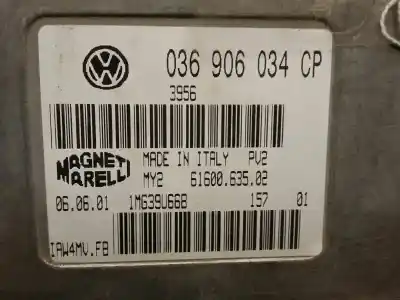 036 906 034 CP
3956
MAGNETI MARELLI
MADE IN ITALY PV2
MY2 61600.635.02
06.06.01 1MG39U66B 157 01
IAW4MV.FB